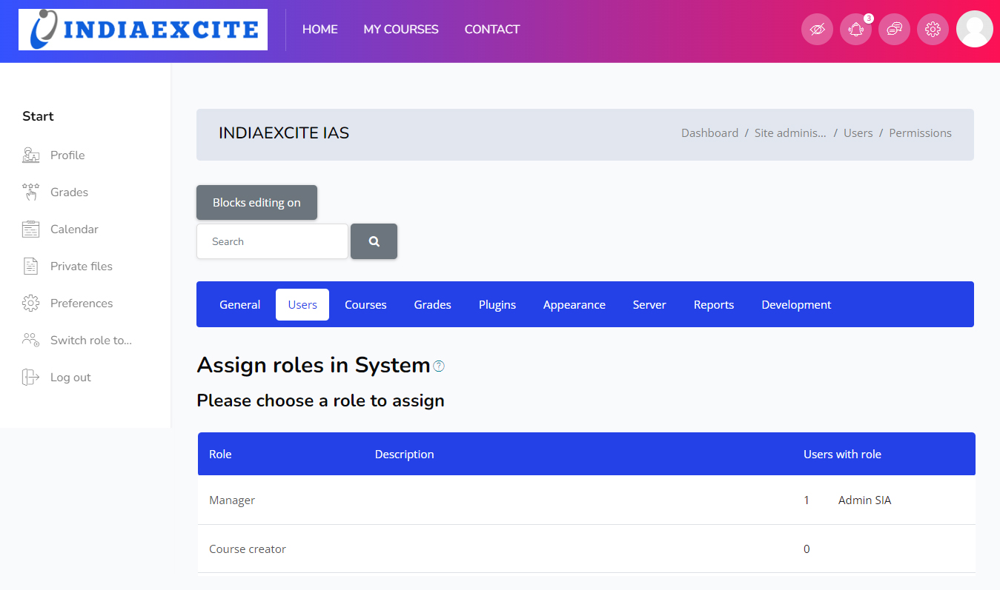 INDIAEXCITE
HOME MY COURSES CONTACT
3
Start
Profile
Grades
Calendar
Private files
Preferences
Switch role to...
Log out
INDIAEXCITE IAS
Dashboard / Site adminis... / Users / Permissions
Blocks editing on
Search
General Users Courses Grades Plugins Appearance Server Reports Development
Assign roles in System ?
Please choose a role to assign
Role Description Users with role
Manager 1 Admin SIA
Course creator 0